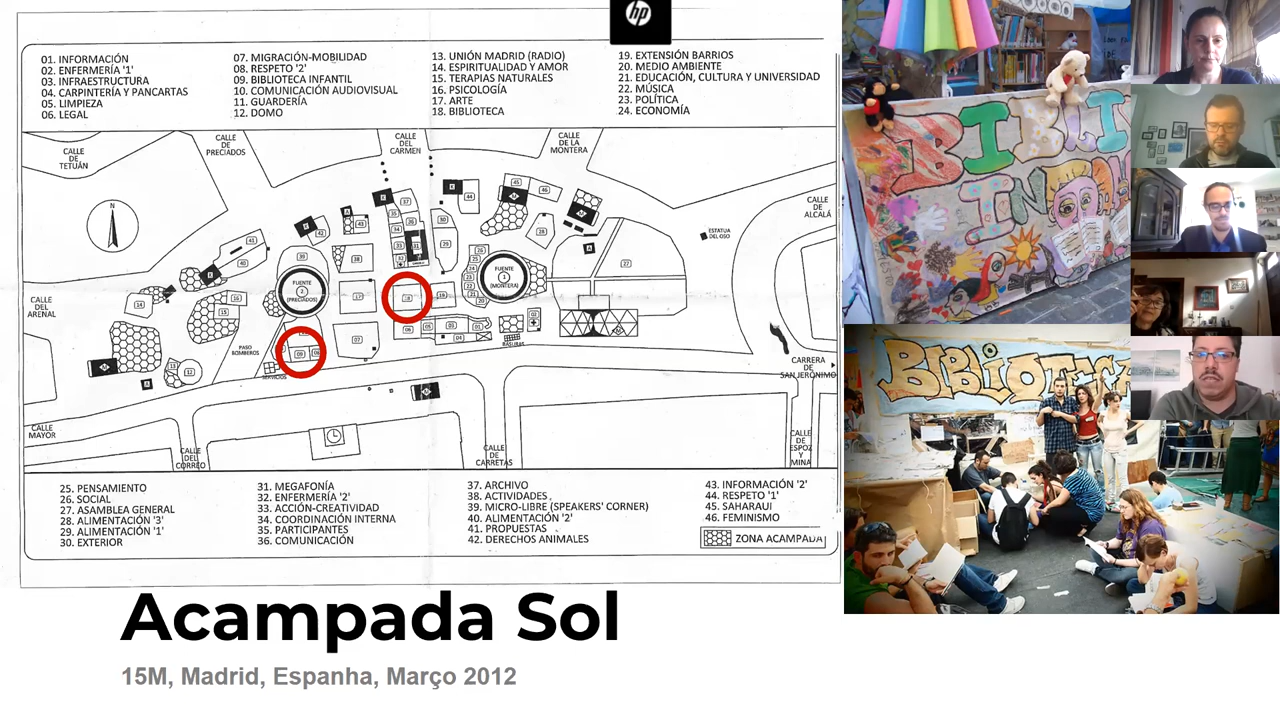 hp
01. INFORMACIÓN
02. ENFERMERÍA '1'
03. INFRAESTRUCTURA
04. CARPINTERÍA Y PANCARTAS
05. LIMPIEZA
06. LEGAL
07. MIGRACIÓN-MOBILIDAD
08. RESPETO '2'
09. BIBLIOTECA INFANTIL
10. COMUNICACIÓN AUDIOVISUAL
11. GUARDERÍA
12. DOMO
13. UNIÓN MADRID (RADIO)
14. ESPIRITUALIDAD Y AMOR
15. TERAPIAS NATURALES
16. PSICOLOGÍA
17. ARTE
18. BIBLIOTECA
19. EXTENSIÓN BARRIOS
20. MEDIO AMBIENTE
21. EDUCACIÓN, CULTURA Y UNIVERSIDAD
22. MÚSICA
23. POLÍTICA
24. ECONOMÍA
CALLE
DE
TETUÁN
CALLE
DE
PRECIADOS
CALLE
DEL
CARMEN
CALLE
DE LA
MONTERA
CALLE
DE
ALCALÁ
N
ESTATUA
DEL OSO
FUENTE
2
(PRECIADOS)
FUENTE
1
(MONTERA)
CALLE
DEL
ARENAL
PASO
BOMBEROS
CARRERA
DE
SAN JERÓNIMO
CALLE
MAYOR
CALLE
DEL
CORREO
CALLE
DE
CARRETAS
CALLE
DE
ESPOZ
Y
MINA
25. PENSAMIENTO
26. SOCIAL
27. ASAMBLEA GENERAL
28. ALIMENTACIÓN '3'
29. ALIMENTACIÓN '1'
30. EXTERIOR
31. MEGAFONÍA
32. ENFERMERÍA '2'
33. ACCIÓN-CREATIVIDAD
34. COORDINACIÓN INTERNA
35. PARTICIPANTES
36. COMUNICACIÓN
37. ARCHIVO
38. ACTIVIDADES
39. MICRO-LIBRE (SPEAKERS' CORNER)
40. ALIMENTACIÓN '2'
41. PROPUESTAS
42. DERECHOS ANIMALES
43. INFORMACIÓN '2'
44. RESPETO '1'
45. SAHARAUI
46. FEMINISMO
ZONA ACAMPADA
BIBLI
INFAN
BIBLIOTECA
Acampada Sol
15M, Madrid, Espanha, Março 2012